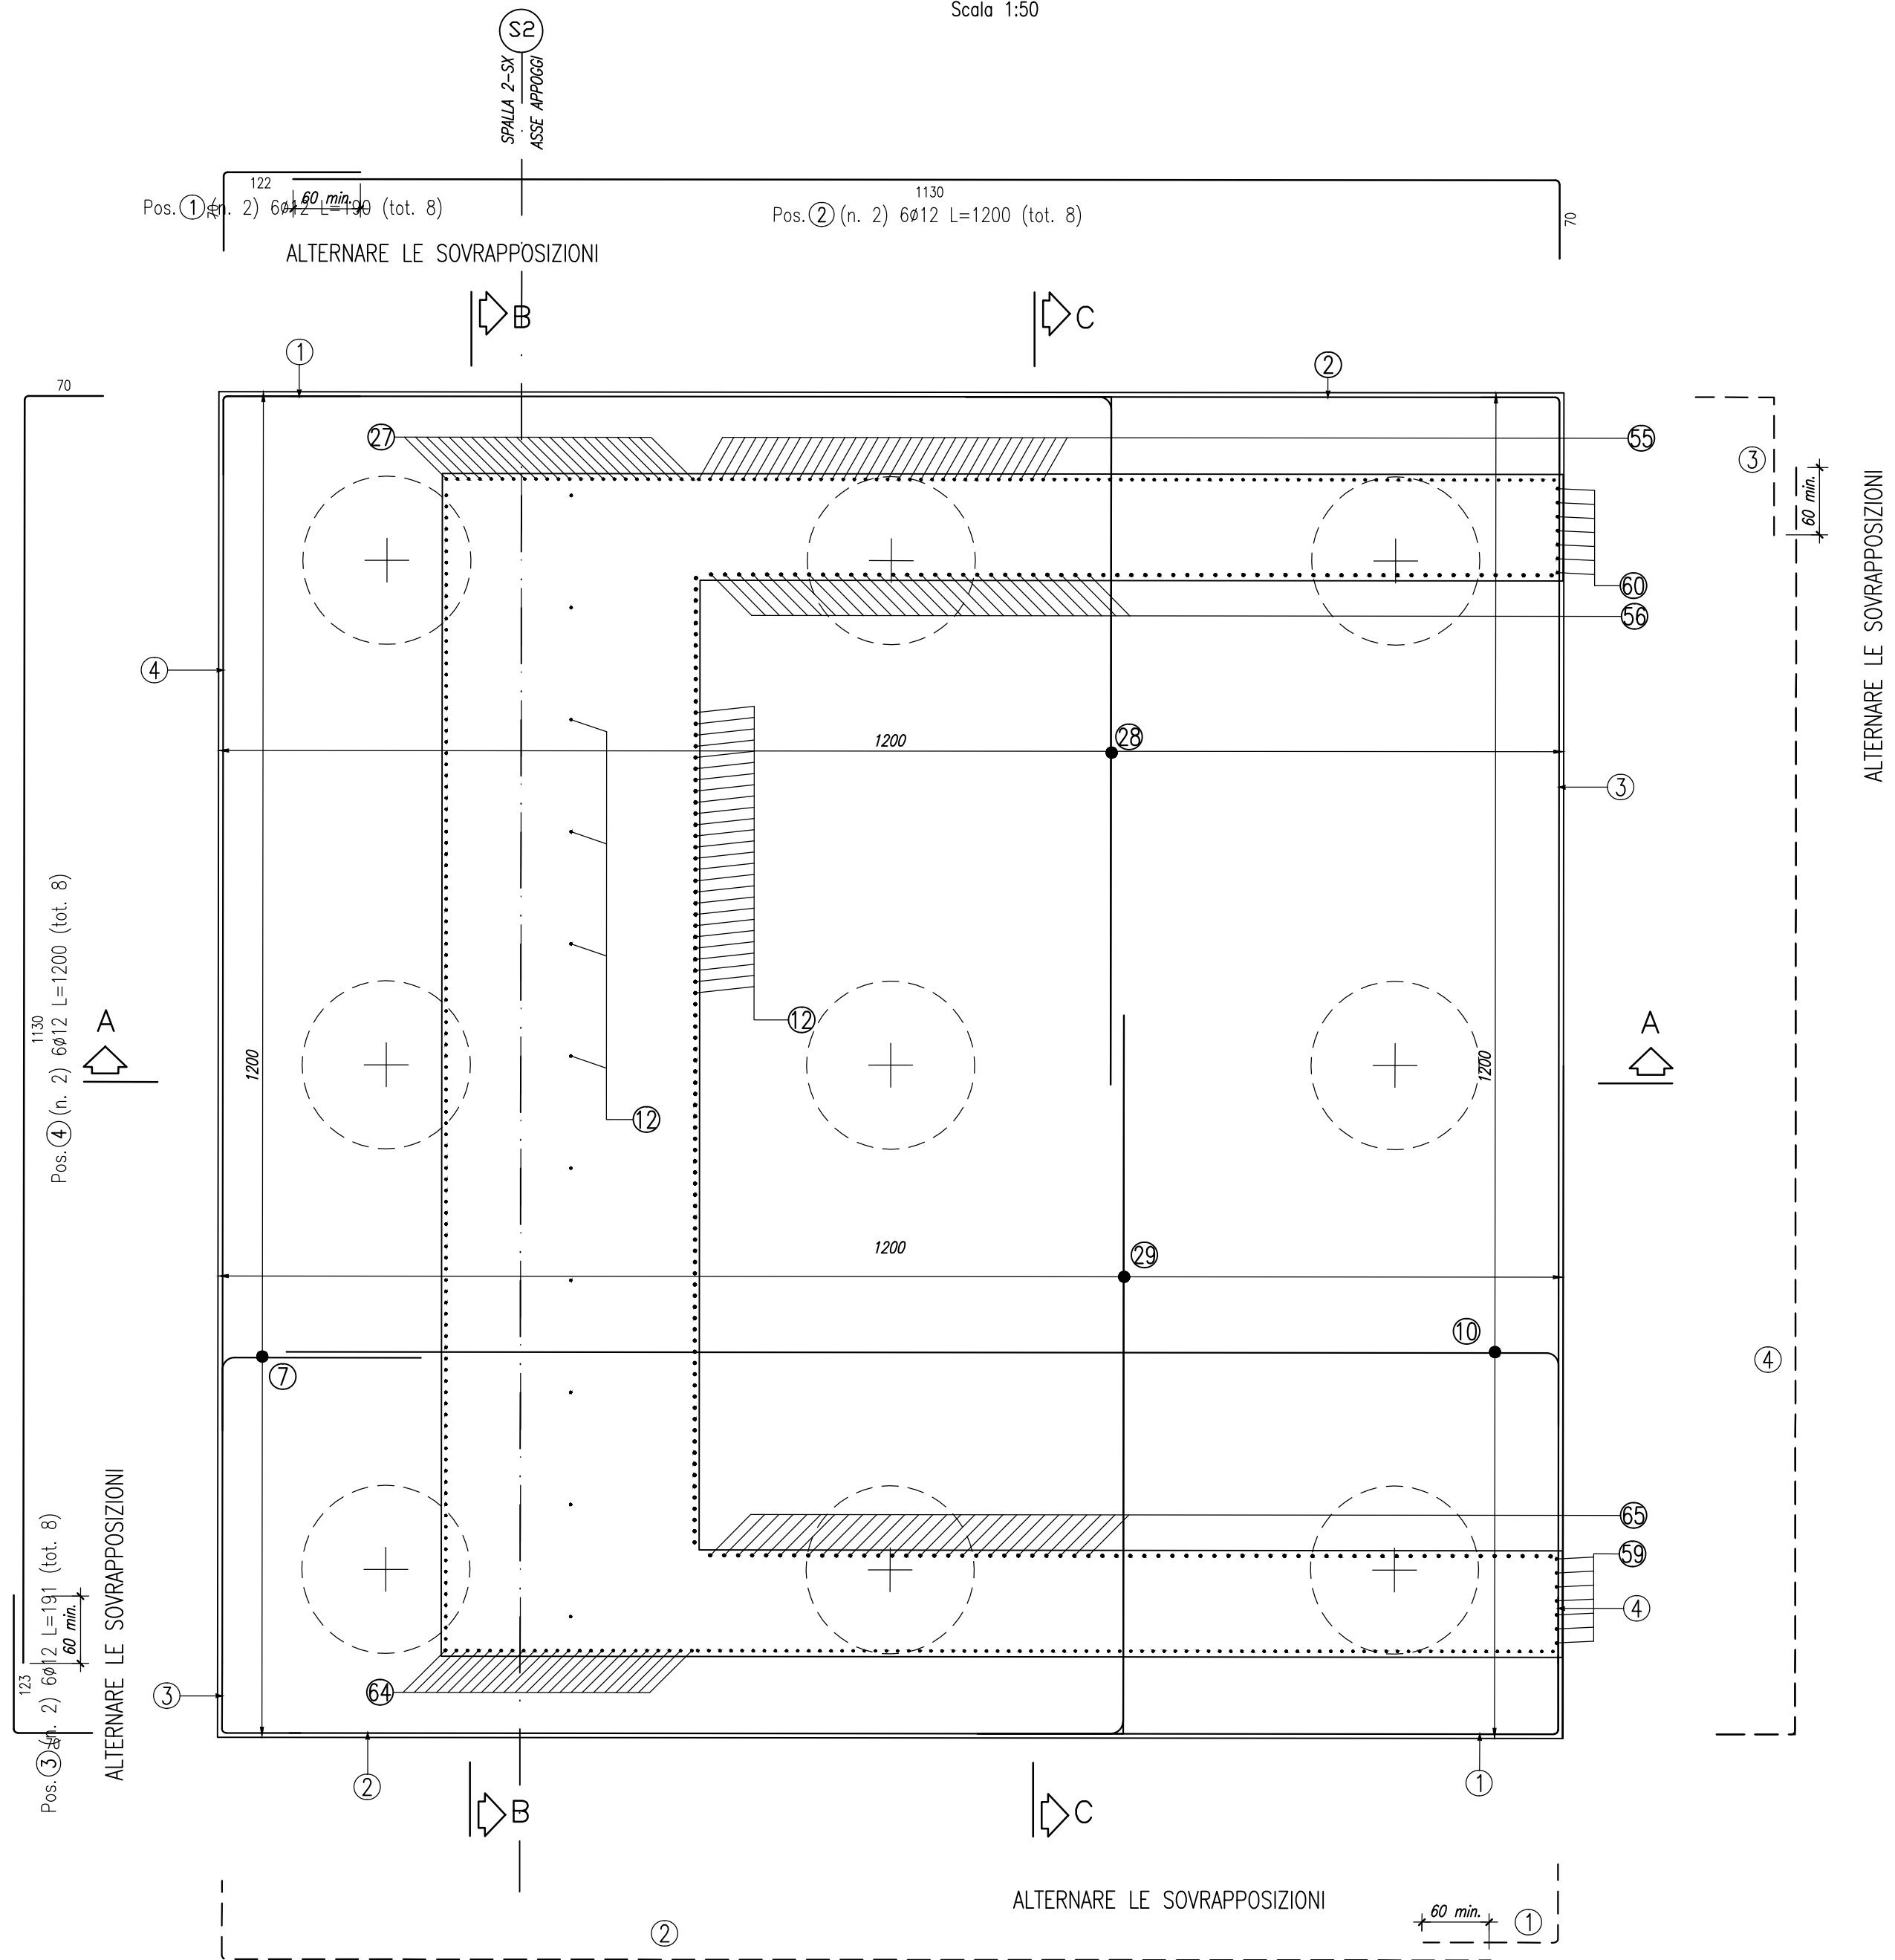 Scala 1:50
S2
SPALLA 2-SX
ASSE APPOGGI
122
60 min.
1130
Pos. 1 (n. 2) 6ø12 L=190 (tot. 8)
70
Pos. 2 (n. 2) 6ø12 L=1200 (tot. 8)
70
ALTERNARE LE SOVRAPPOSIZIONI
B
C
1
2
70
27
55
3
60 min.
ALTERNARE LE SOVRAPPOSIZIONI
60
56
4
28
1200
3
1130
Pos. 4 (n. 2) 6ø12 L=1200 (tot. 8)
A
A
12
1200
1200
12
1200
29
10
7
4
65
59
4
Pos. 3 (n. 2) 6ø12 L=191 (tot. 8)
60 min.
123
70
ALTERNARE LE SOVRAPPOSIZIONI
3
64
2
1
B
C
ALTERNARE LE SOVRAPPOSIZIONI
60 min.
1
2